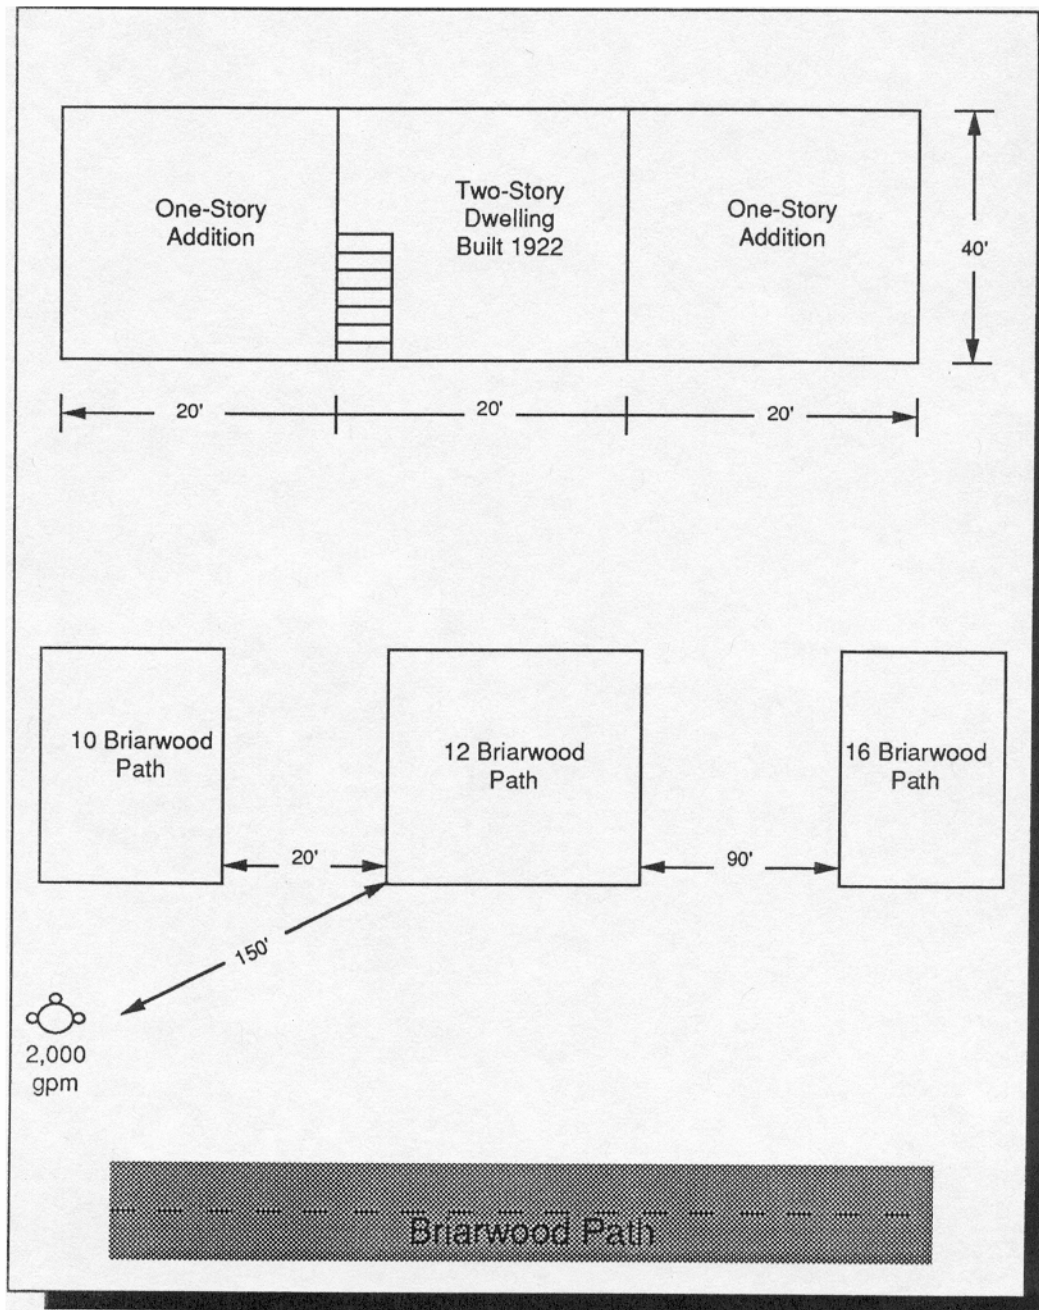 One-Story
Addition
Two-Story
Dwelling
Built 1922
One-Story
Addition
40'
20'
20'
20'
10 Briarwood
Path
12 Briarwood
Path
16 Briarwood
Path
20'
90'
150'
2,000
gpm
Briarwood Path